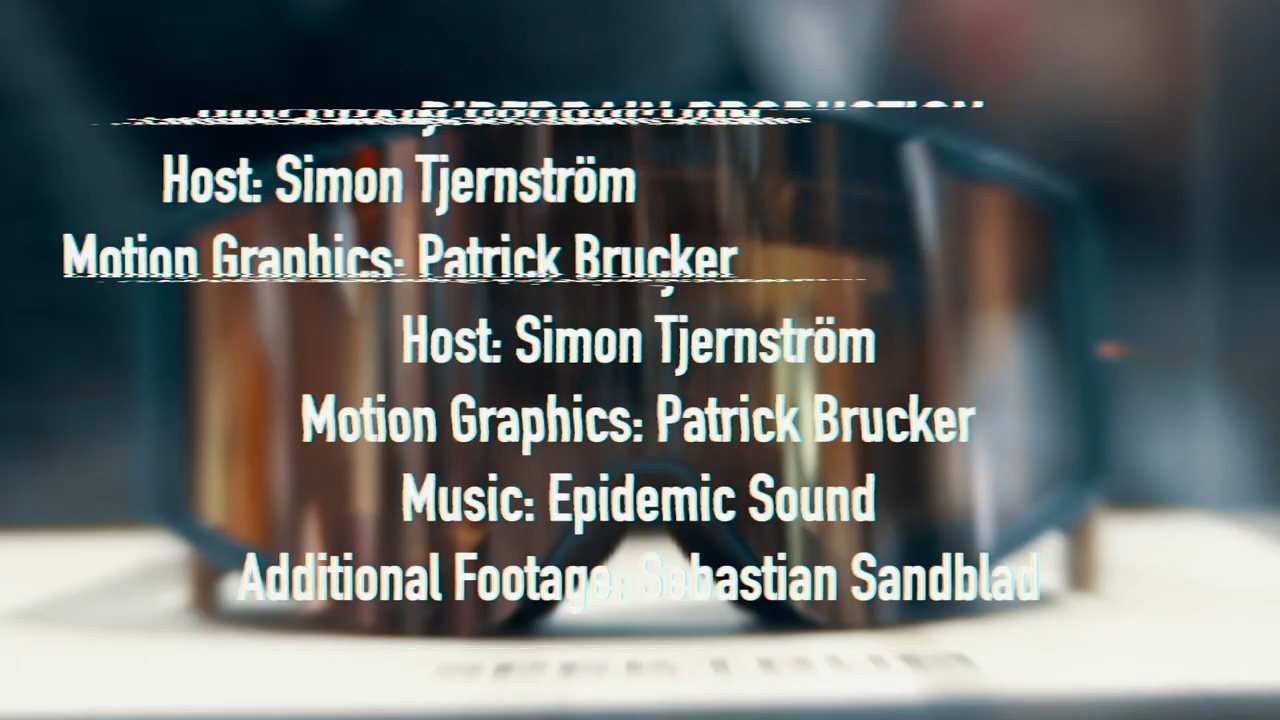 Host: Simon Tjernström
Motion Graphics: Patrick Brucker
Host: Simon Tjernström
Motion Graphics: Patrick Brucker
Music: Epidemic Sound
Additional Footage: Sebastian Sandblad